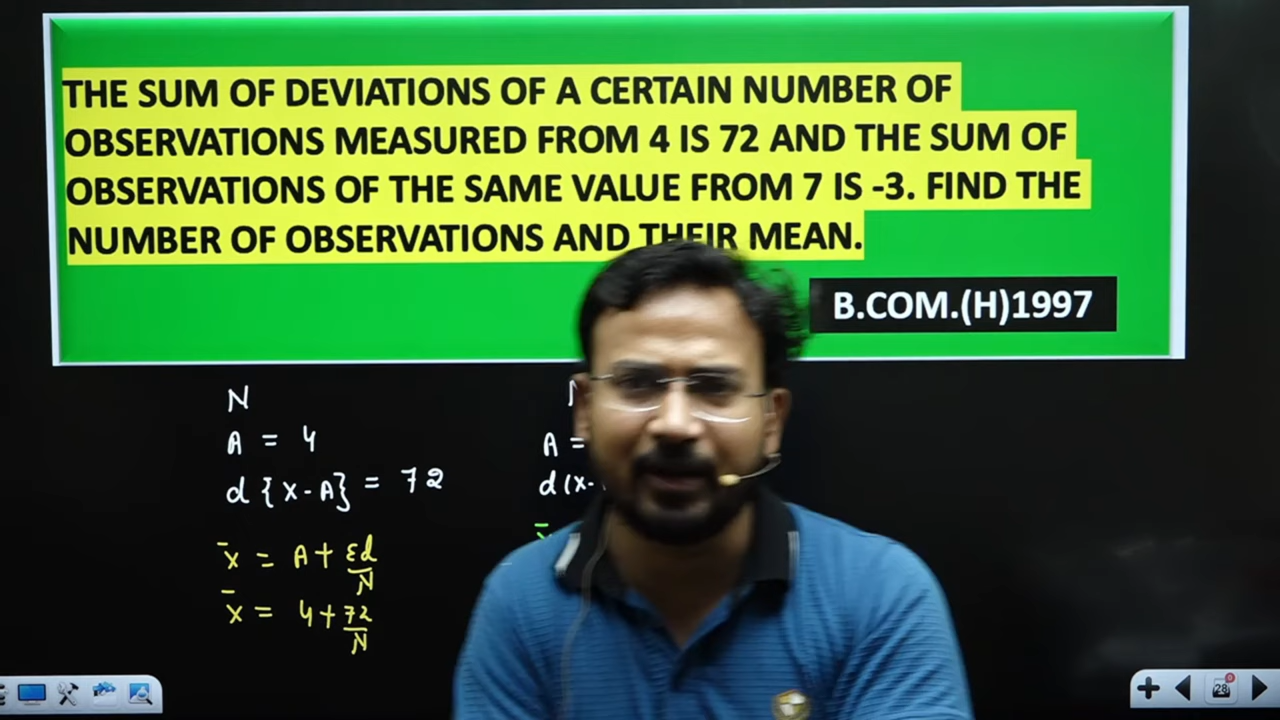 THE SUM OF DEVIATIONS OF A CERTAIN NUMBER OF
OBSERVATIONS MEASURED FROM 4 IS 72 AND THE SUM OF
OBSERVATIONS OF THE SAME VALUE FROM 7 IS -3. FIND THE
NUMBER OF OBSERVATIONS AND THEIR MEAN.
B.COM.(H)1997
N
A = 4
d {X-A} = 72
x̄ = A + Ɛd/N
x̄ = 4 + 72/N
A =
d (X-
x̄
28